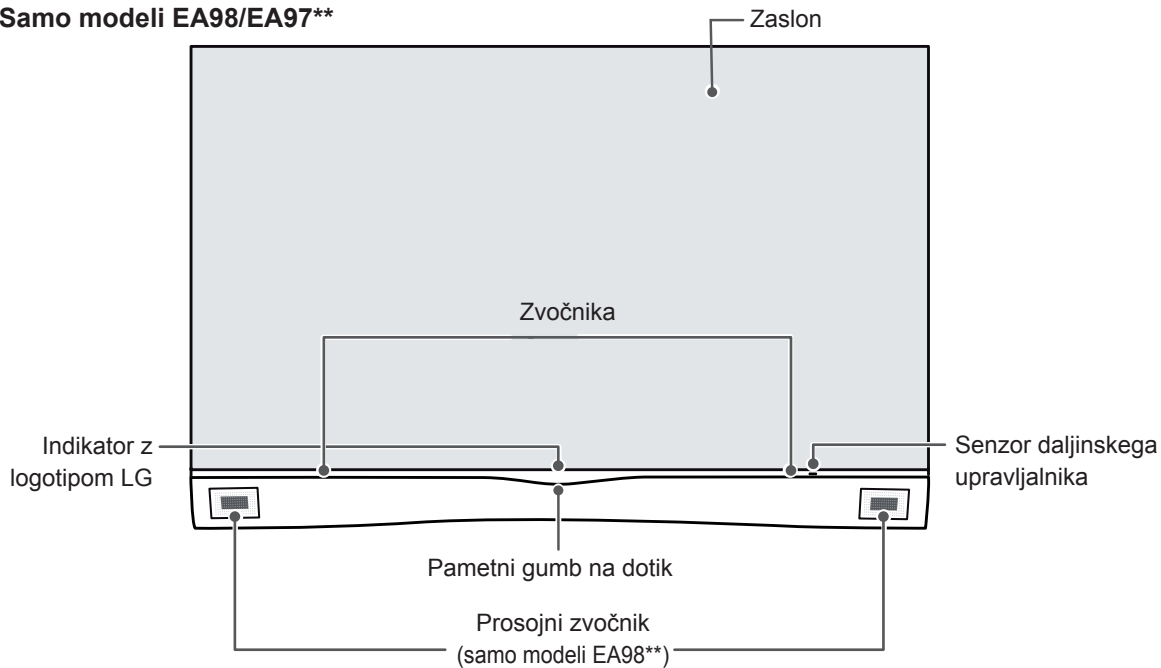 Samo modeli EA98/EA97**
Zaslon
Zvočnika
Indikator z
logotipom LG
Senzor daljinskega
upravljalnika
Pametni gumb na dotik
Prosojni zvočnik
(samo modeli EA98**)